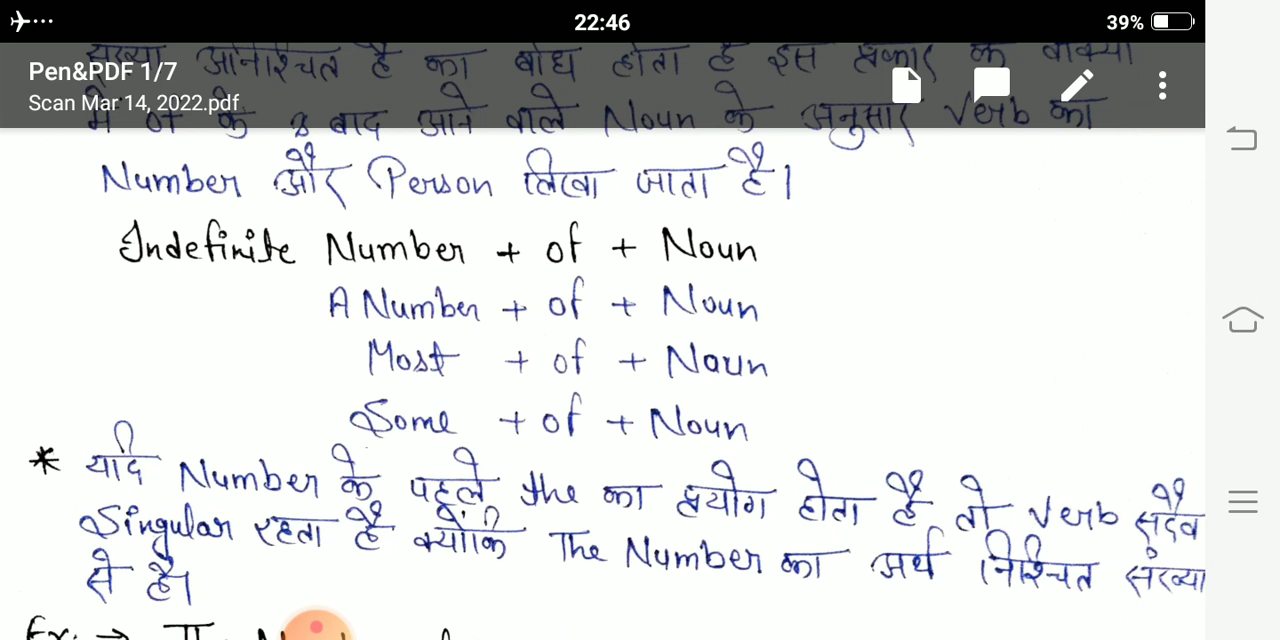 22:46
39%
संख्या अनिश्चित है का बोध होता है इस प्रकार के वाक्यों
Pen&PDF 1/7
Scan Mar 14, 2022.pdf
में of के बाद आने वाले Noun के अनुसार Verb का
Number और Person लिखा जाता है।
Indefinite Number + of + Noun
A Number + of + Noun
Most + of + Noun
Some + of + Noun
* यदि Number के पहले the का प्रयोग होता है तो Verb सदैव
Singular रहता है क्योंकि The Number का अर्थ निश्चित संख्या
से है।
Ex: →